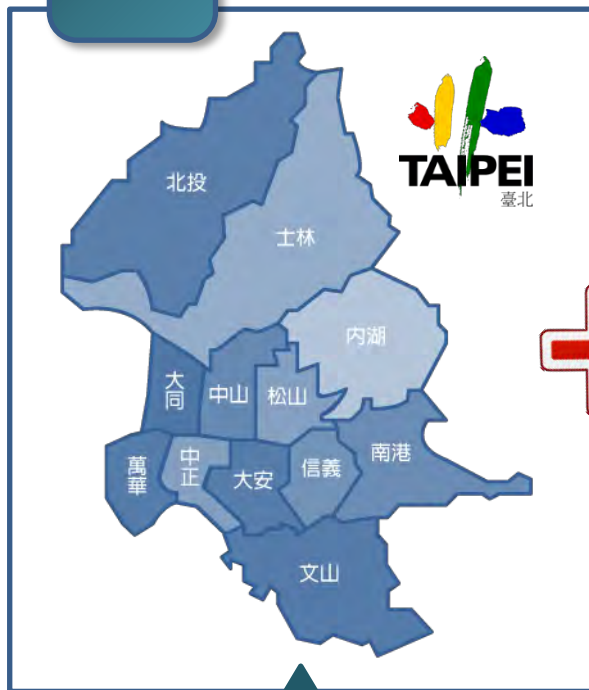 北投
TAIPEI
臺北
士林
內湖
大同
中山
松山
萬華
中正
大安
信義
南港
文山